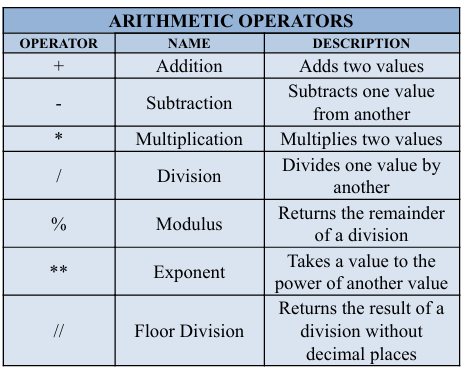 ARITHMETIC OPERATORS
OPERATOR NAME DESCRIPTION
+ Addition Adds two values
- Subtraction Subtracts one value
from another
* Multiplication Multiplies two values
/ Division Divides one value by
another
% Modulus Returns the remainder
of a division
** Exponent Takes a value to the
power of another value
// Floor Division Returns the result of a
division without
decimal places